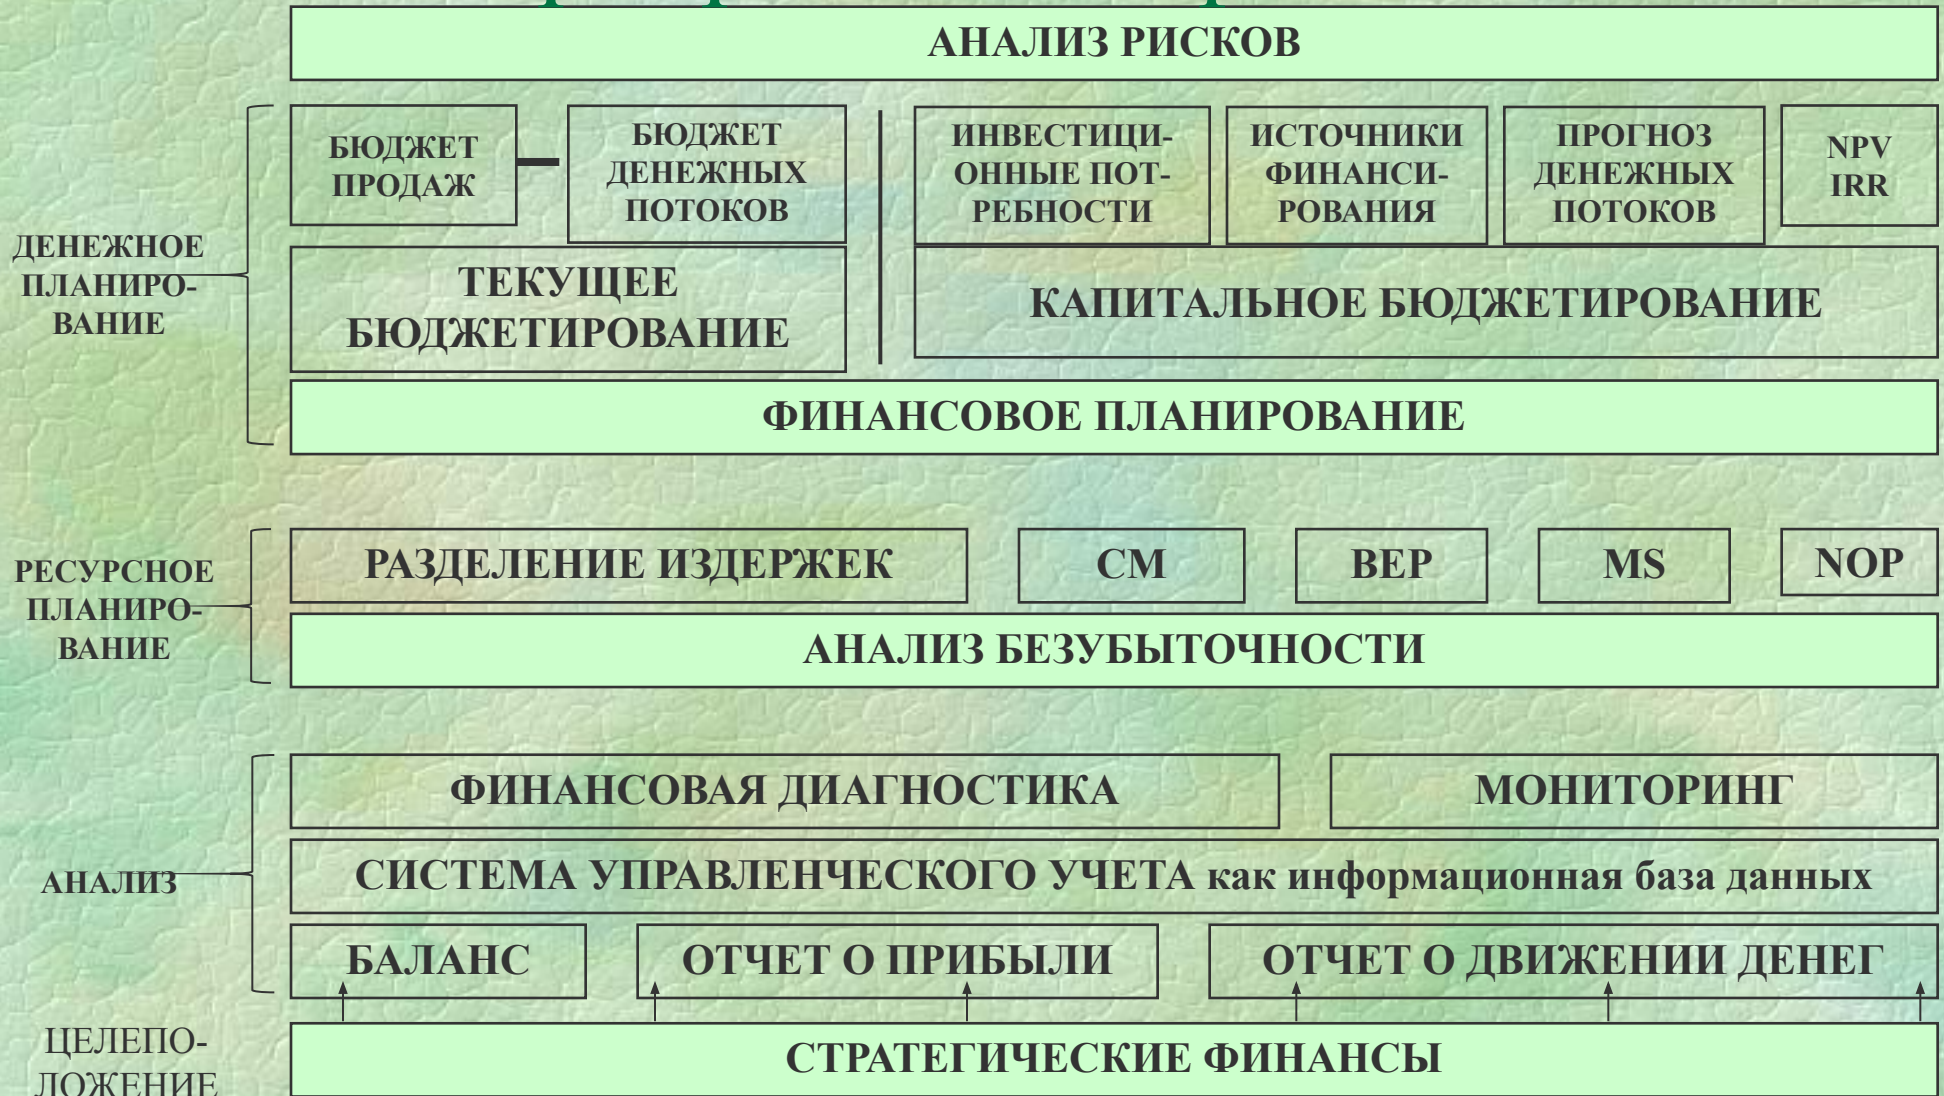 АНАЛИЗ РИСКОВ
БЮДЖЕТ
ПРОДАЖ
БЮДЖЕТ
ДЕНЕЖНЫХ
ПОТОКОВ
ИНВЕСТИЦИ-
ОННЫЕ ПОТ-
РЕБНОСТИ
ИСТОЧНИКИ
ФИНАНСИ-
РОВАНИЯ
ПРОГНОЗ
ДЕНЕЖНЫХ
ПОТОКОВ
NPV
IRR
ДЕНЕЖНОЕ
ПЛАНИРО-
ВАНИЕ
ТЕКУЩЕЕ
БЮДЖЕТИРОВАНИЕ
КАПИТАЛЬНОЕ БЮДЖЕТИРОВАНИЕ
ФИНАНСОВОЕ ПЛАНИРОВАНИЕ
РЕСУРСНОЕ
ПЛАНИРО-
ВАНИЕ
РАЗДЕЛЕНИЕ ИЗДЕРЖЕК
CM
BEP
MS
NOP
АНАЛИЗ БЕЗУБЫТОЧНОСТИ
ФИНАНСОВАЯ ДИАГНОСТИКА
МОНИТОРИНГ
АНАЛИЗ
СИСТЕМА УПРАВЛЕНЧЕСКОГО УЧЕТА как информационная база данных
БАЛАНС
ОТЧЕТ О ПРИБЫЛИ
ОТЧЕТ О ДВИЖЕНИИ ДЕНЕГ
ЦЕЛЕПО-
ЛОЖЕНИЕ
СТРАТЕГИЧЕСКИЕ ФИНАНСЫ